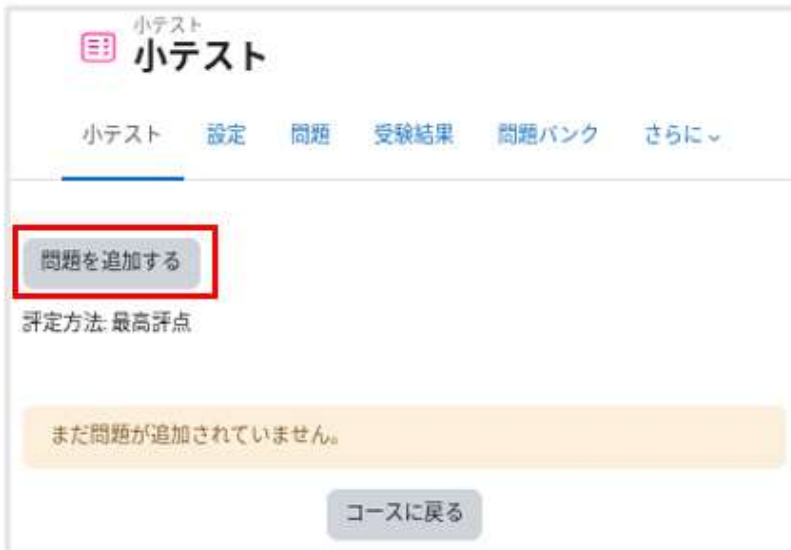 小テスト
小テスト
小テスト 設定 問題 受験結果 問題バンク さらに
問題を追加する
評定方法: 最高評点
まだ問題が追加されていません。
コースに戻る